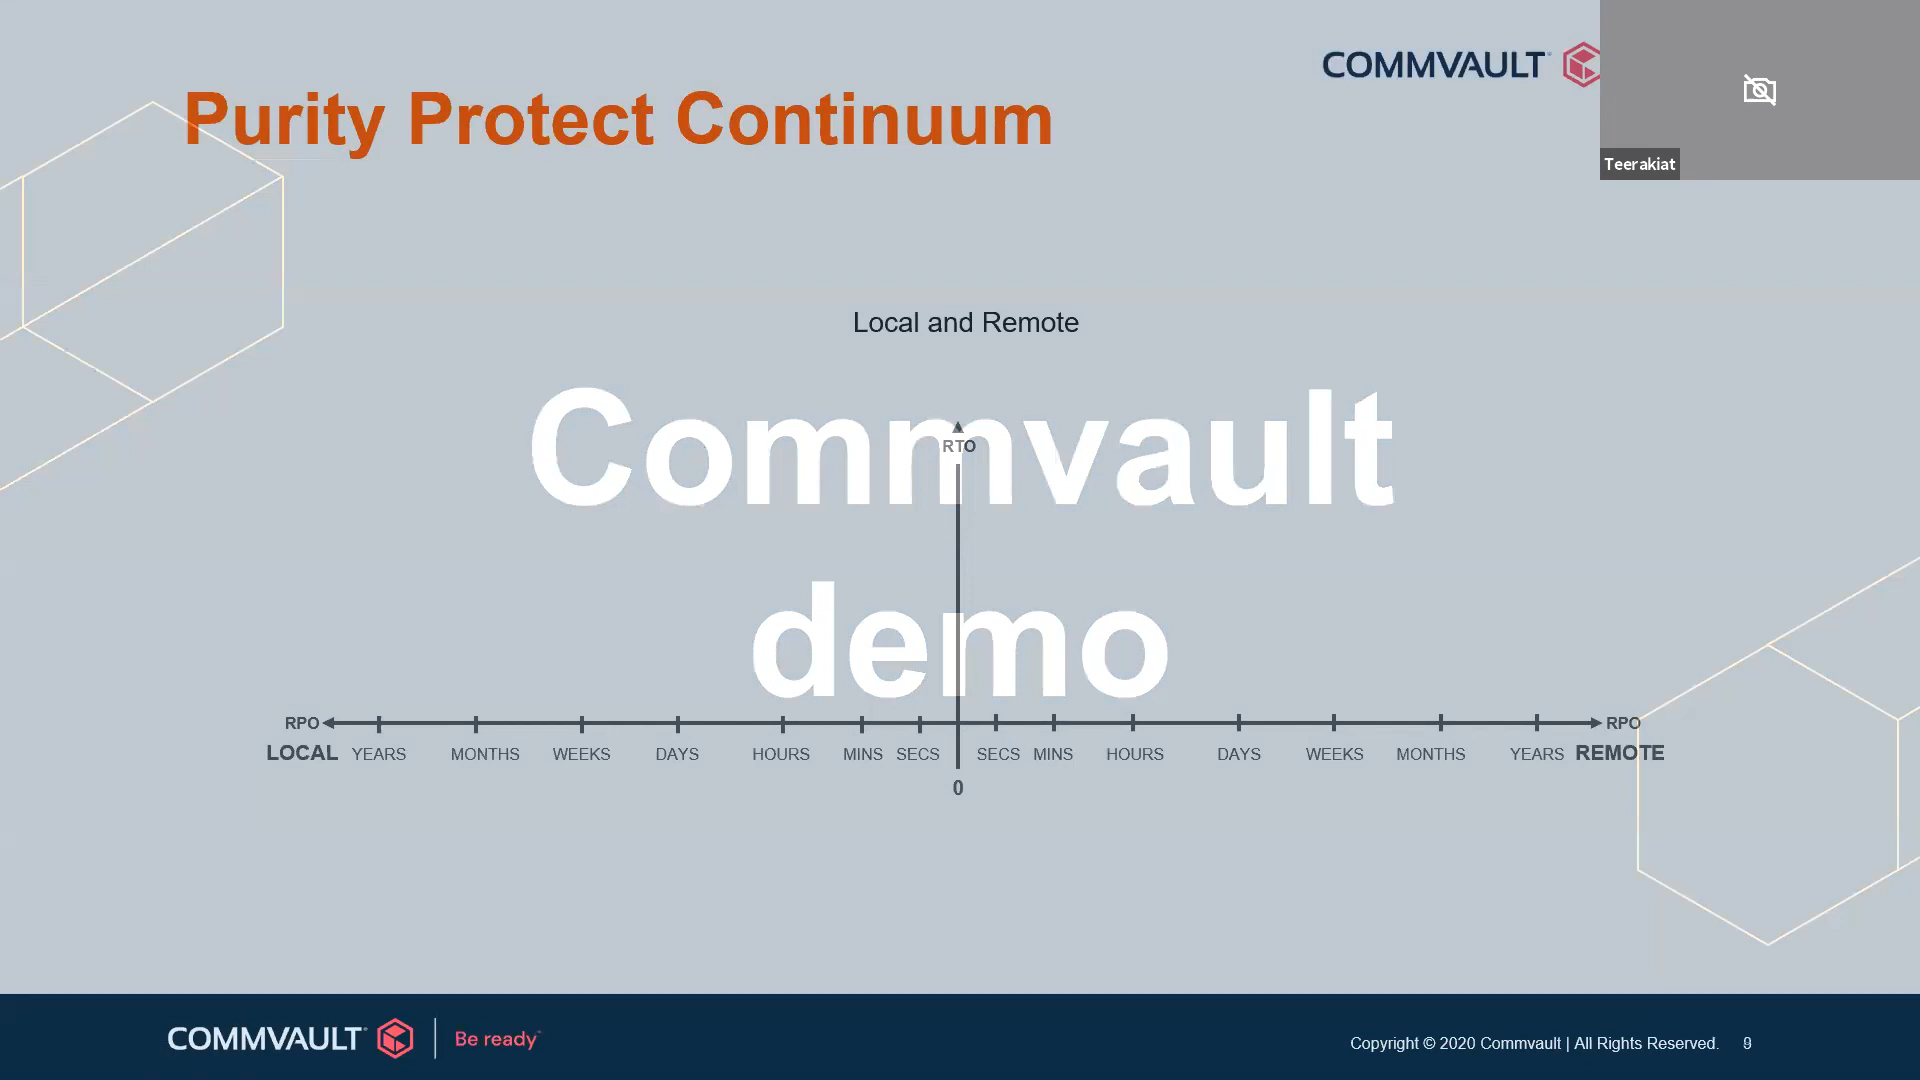 COMMVAULT
Purity Protect Continuum
Teerakiat
Local and Remote
Commvault
RTO
demo
RPO RPO
LOCAL YEARS MONTHS WEEKS DAYS HOURS MINS SECS SECS MINS HOURS DAYS WEEKS MONTHS YEARS REMOTE
0
COMMVAULT Be ready
Copyright © 2020 Commvault | All Rights Reserved.